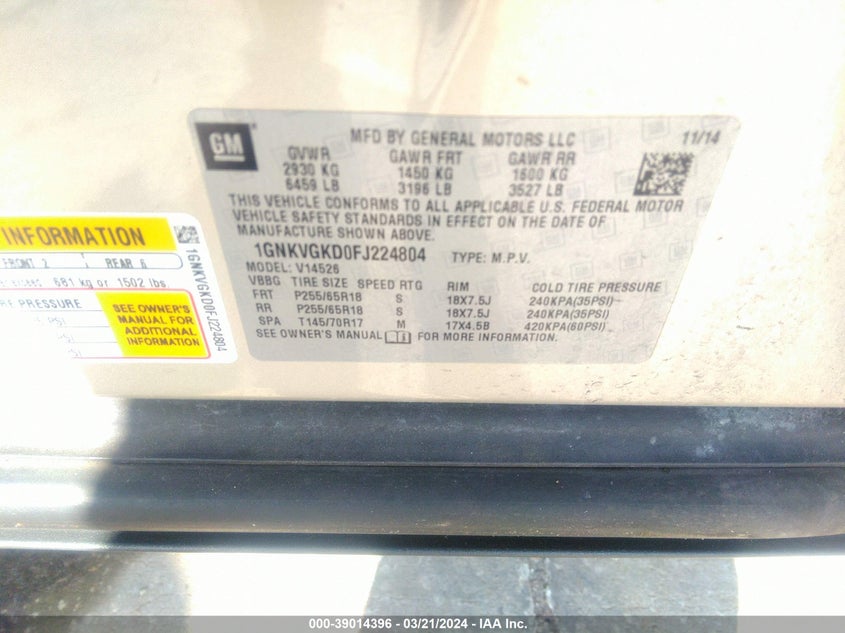 GM
MFD BY GENERAL MOTORS LLC 11/14
GVWR GAWR FRT GAWR RR
2930 KG 1450 KG 1600 KG
6459 LB 3196 LB 3527 LB
THIS VEHICLE CONFORMS TO ALL APPLICABLE U.S. FEDERAL MOTOR
VEHICLE SAFETY STANDARDS IN EFFECT ON THE DATE OF
MANUFACTURE SHOWN ABOVE.
1GNKVGKD0FJ224804 TYPE: M.P.V.
MODEL: V14526
VBBG TIRE SIZE SPEED RTG RIM COLD TIRE PRESSURE
FRT P255/65R18 S 18X7.5J 240KPA(35PSI)
RR P255/65R18 S 18X7.5J 240KPA(35PSI)
SPA T145/70R17 M 17X4.5B 420KPA(60PSI)
SEE OWNER'S MANUAL FOR MORE INFORMATION.
INFORMATION
FRONT 2 REAR 6
681 kg or 1502 lbs.
PRESSURE
SEE OWNER'S
MANUAL FOR
ADDITIONAL
INFORMATION
PSI
1GNKVGKD0FJ224804
000-39014396 — 03/21/2024 — IAA Inc.